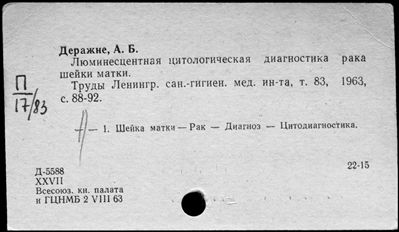 Деражне, А. Б.
Люминесцентная цитологическая диагностика рака
шейки матки.
Труды Ленингр. сан.-гигиен. мед. ин-та, т. 83, 1963,
с. 88-92.
П
17/83
— 1. Шейка матки — Рак — Диагноз — Цитодиагностика.
Д-5588
22-15
XXVII
Всесоюз. кн. палата
и ГЦНМБ 2 VIII 63